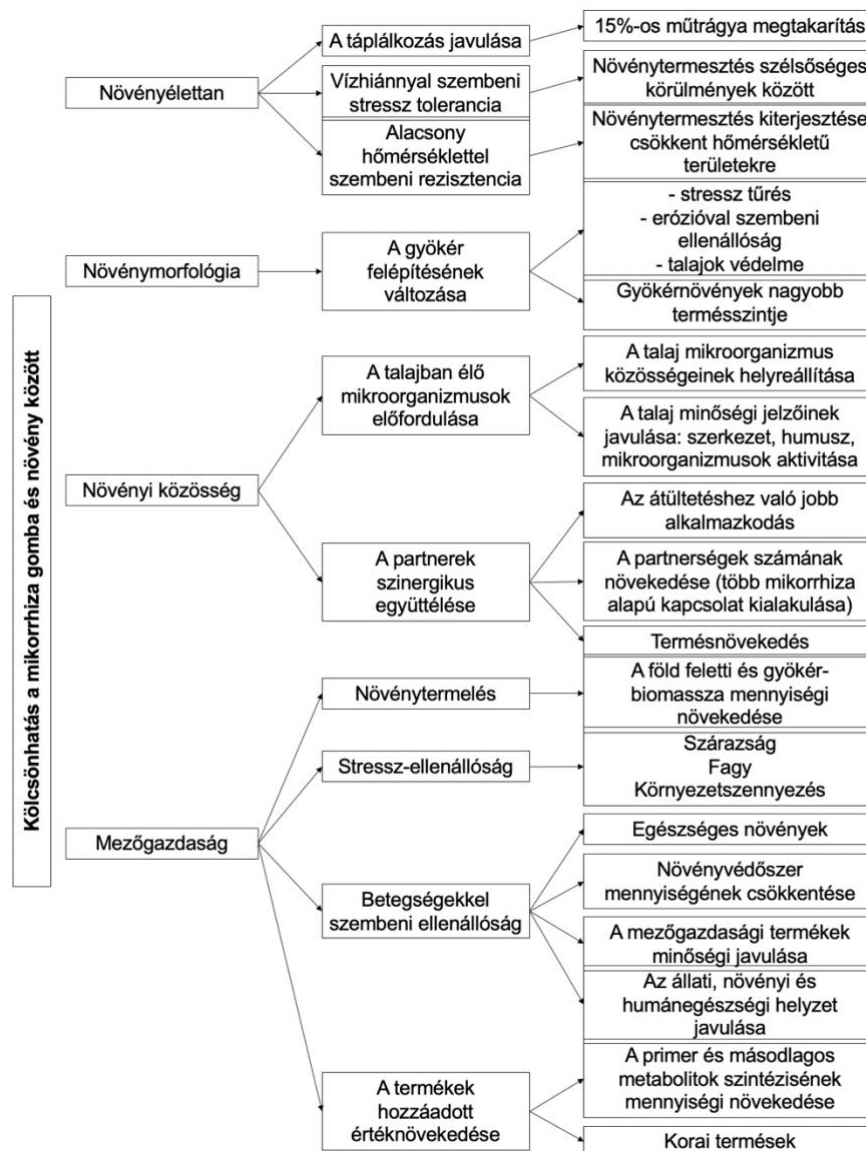 Kölcsönhatás a mikorrhiza gomba és növény között
Növényélettan
A táplálkozás javulása
15%-os műtrágya megtakarítás
Vízhiánnyal szembeni
stressz tolerancia
Növénytermesztés szélsőséges
körülmények között
Alacsony
hőmérséklettel
szembeni rezisztencia
Növénytermesztés kiterjesztése
csökkent hőmérsékletű
területekre
Növénymorfológia
A gyökér
felépítésének
változása
- stressz tűrés
- erózióval szembeni
ellenállóság
- talajok védelme
Gyökérnövények nagyobb
termésszintje
Növényi közösség
A talajban élő
mikroorganizmusok
előfordulása
A talaj mikroorganizmus
közösségeinek helyreállítása
A talaj minőségi jelzőinek
javulása: szerkezet, humusz,
mikroorganizmusok aktivitása
A partnerek
szinergikus
együttélése
Az átültetéshez való jobb
alkalmazkodás
A partnerségek számának
növekedése (több mikorrhiza
alapú kapcsolat kialakulása)
Termésnövekedés
Mezőgazdaság
Növénytermelés
A föld feletti és gyökér-
biomassza mennyiségi
növekedése
Stressz-ellenállóság
Szárazság
Fagy
Környezetszennyezés
Betegségekkel
szembeni ellenállóság
Egészséges növények
Növényvédőszer
mennyiségének csökkentése
A mezőgazdasági termékek
minőségi javulása
Az állati, növényi és
humánegészségi helyzet
javulása
A termékek
hozzáadott
értéknövekedése
A primer és másodlagos
metabolitok szintézisének
mennyiségi növekedése
Korai termések